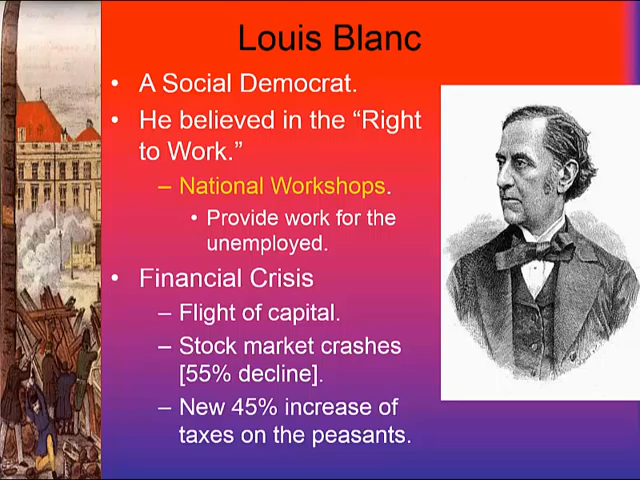 Louis Blanc
• A Social Democrat.
• He believed in the “Right
to Work.”
– National Workshops.
• Provide work for the
unemployed.
• Financial Crisis
– Flight of capital.
– Stock market crashes
[55% decline].
– New 45% increase of
taxes on the peasants.